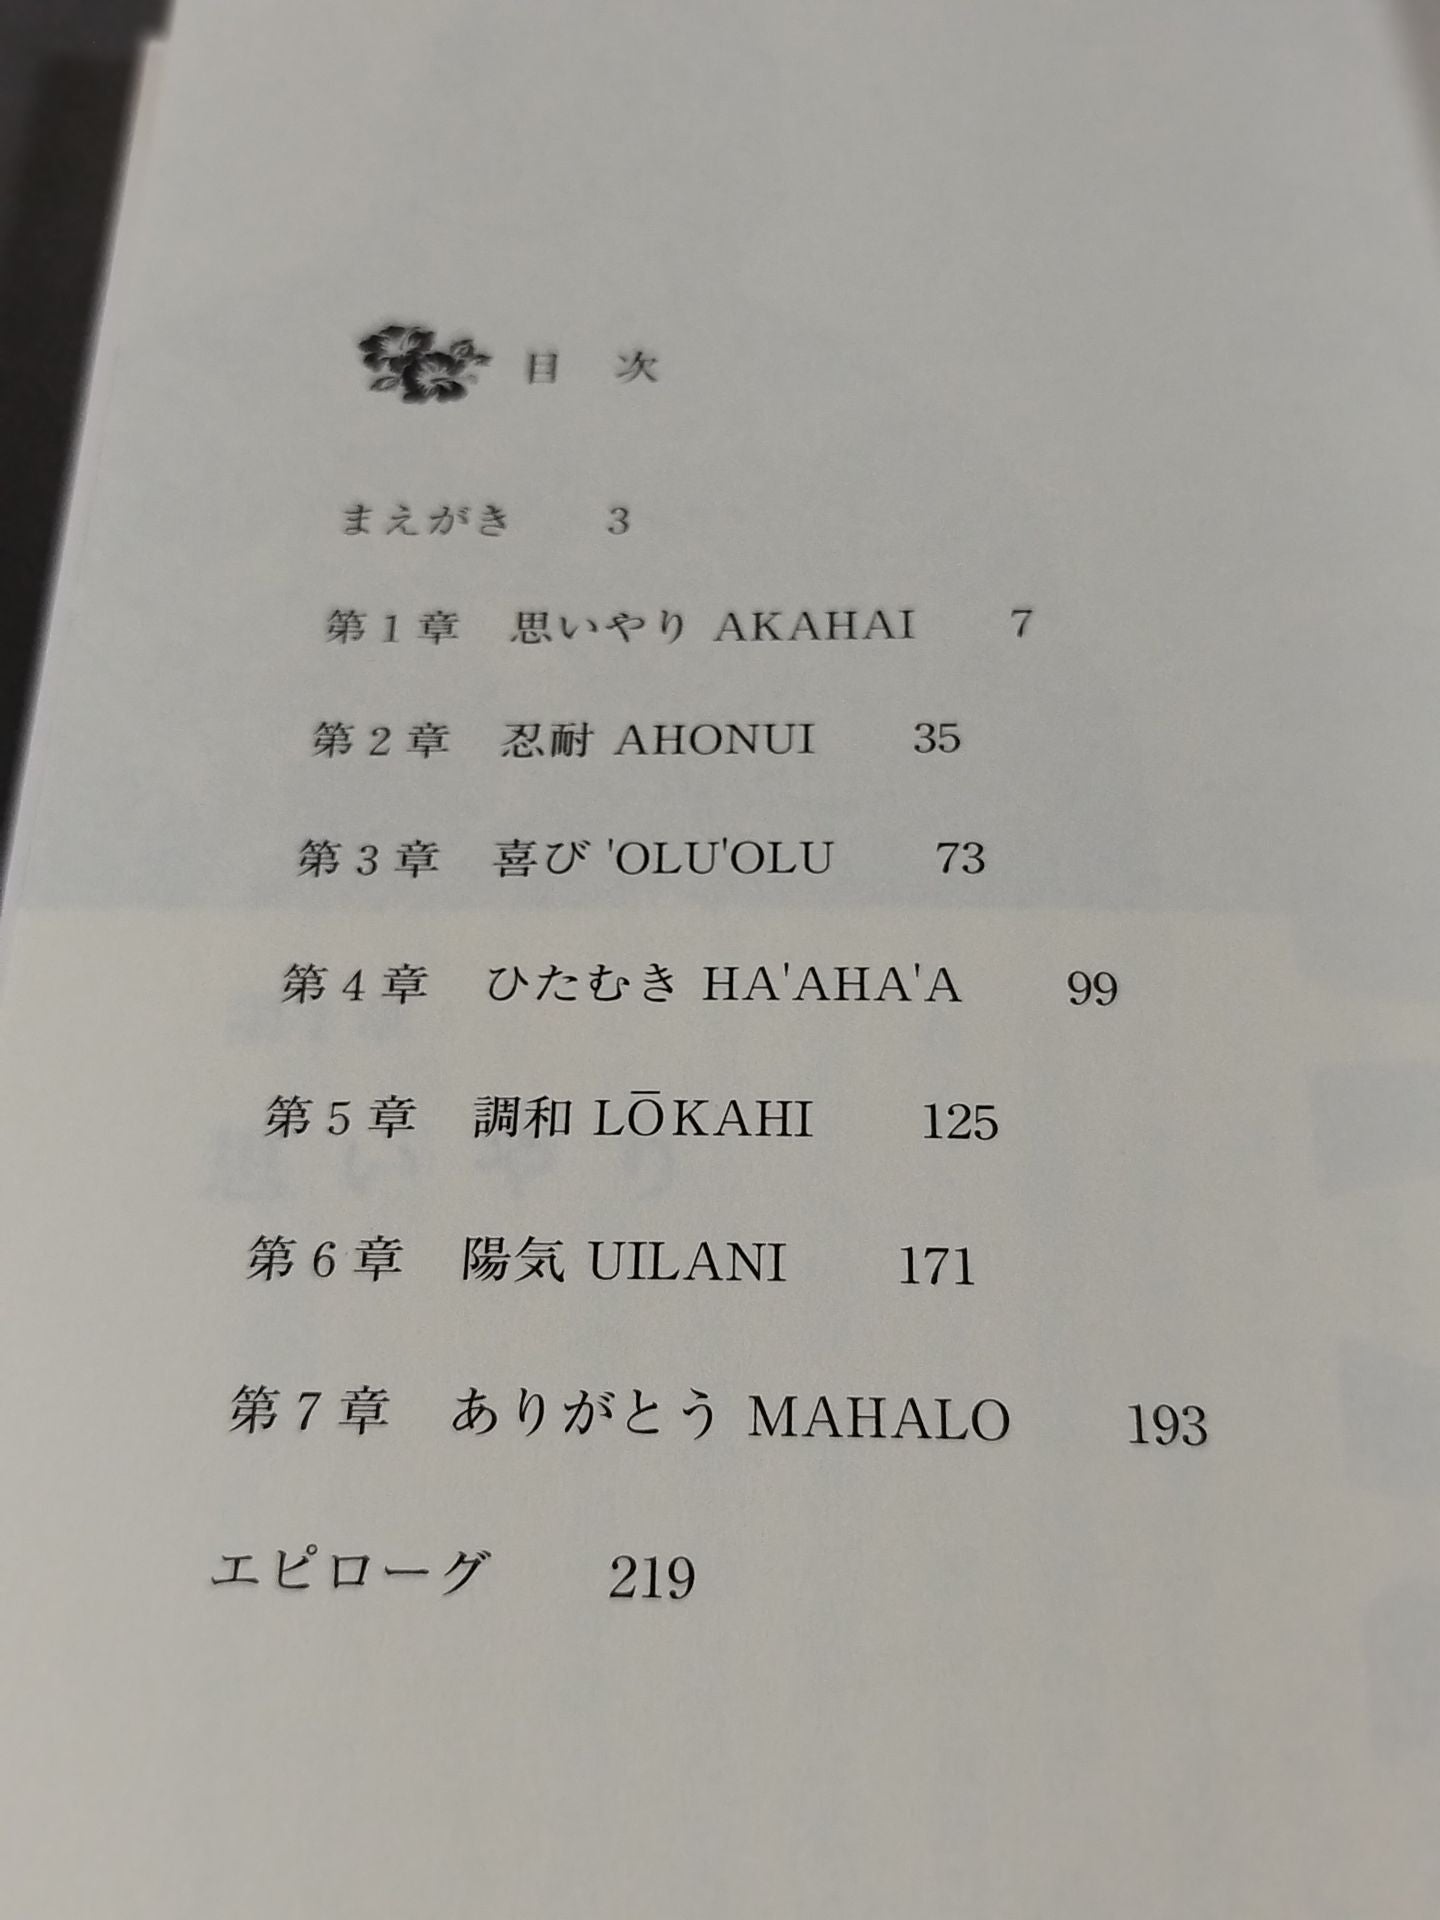 目 次
まえがき 3
第1章 思いやり AKAHAI 7
第2章 忍耐 AHONUI 35
第3章 喜び 'OLU'OLU 73
第4章 ひたむき HA'AHA'A 99
第5章 調和 LŌKAHI 125
第6章 陽気 UILANI 171
第7章 ありがとう MAHALO 193
エピローグ 219